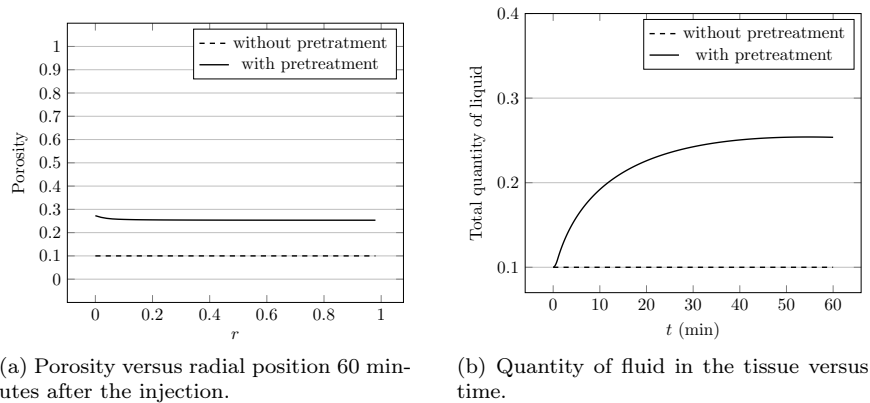 without pretratment
with pretreatment
1
0.9
0.8
0.7
0.6
0.5
0.4
0.3
0.2
0.1
0
Porosity
0 0.2 0.4 0.6 0.8 1
r
(a) Porosity versus radial position 60 min-
utes after the injection.
without pretreatment
with pretreatment
0.4
0.3
0.2
0.1
Total quantity of liquid
0 10 20 30 40 50 60
t (min)
(b) Quantity of fluid in the tissue versus
time.